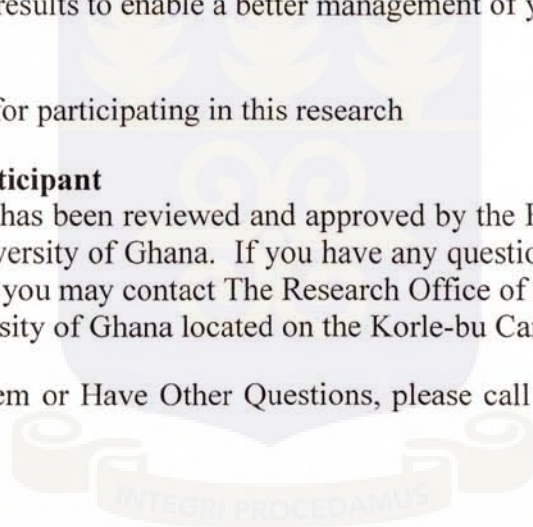 results to enable a better management of y
for participating in this research
ticipant
has been reviewed and approved by the
versity of Ghana. If you have any questio
you may contact The Research Office of
sity of Ghana located on the Korle-bu Ca
em or Have Other Questions, please call
INTEGRI PROCEDAMUS